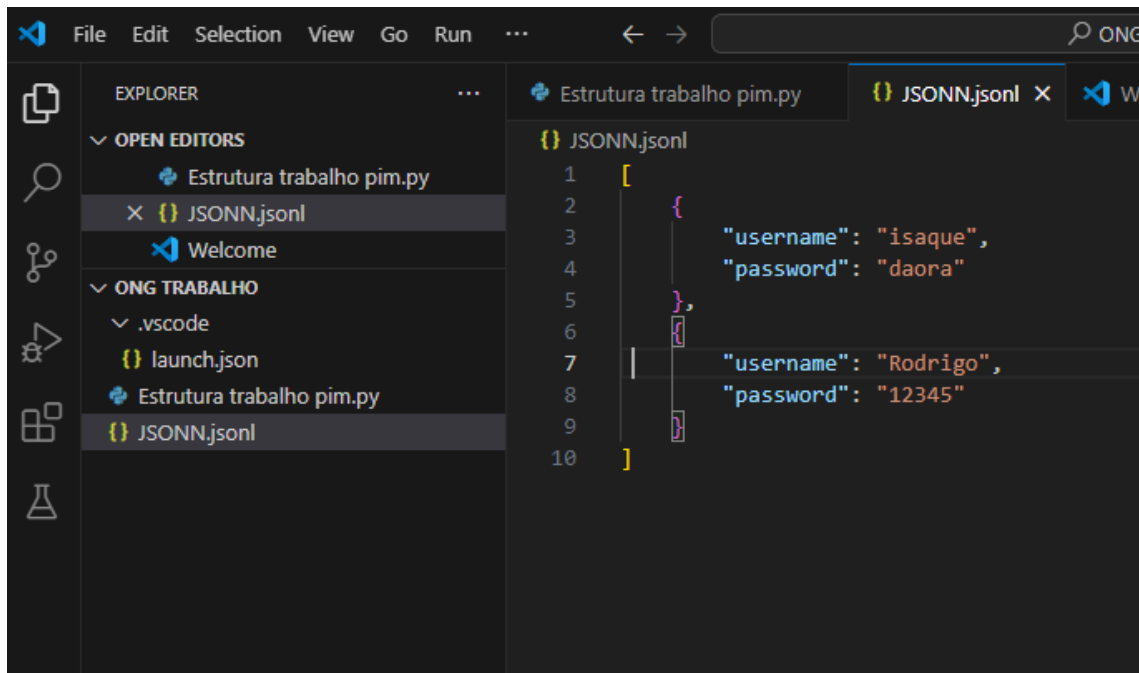 File Edit Selection View Go Run ··· ← → ONG
EXPLORER ···
OPEN EDITORS
Estrutura trabalho pim.py
JSONN.jsonl
Welcome
ONG TRABALHO
.vscode
{} launch.json
Estrutura trabalho pim.py
{} JSONN.jsonl
Estrutura trabalho pim.py {} JSONN.jsonl × W
{} JSONN.jsonl
1 [
2 {
3 "username": "isaque",
4 "password": "daora"
5 },
6 {
7 "username": "Rodrigo",
8 "password": "12345"
9 }
10 ]